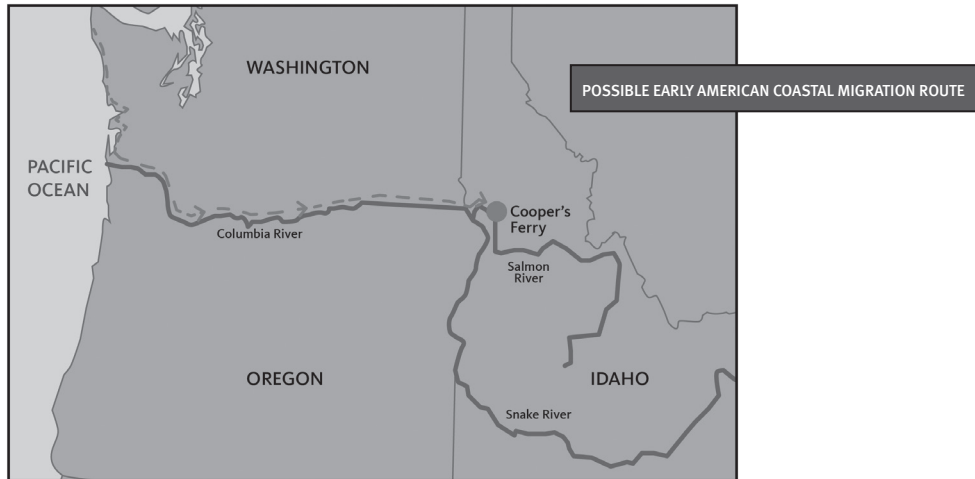 WASHINGTON
POSSIBLE EARLY AMERICAN COASTAL MIGRATION ROUTE
PACIFIC
OCEAN
Cooper's
Ferry
Columbia River
Salmon
River
OREGON
IDAHO
Snake River